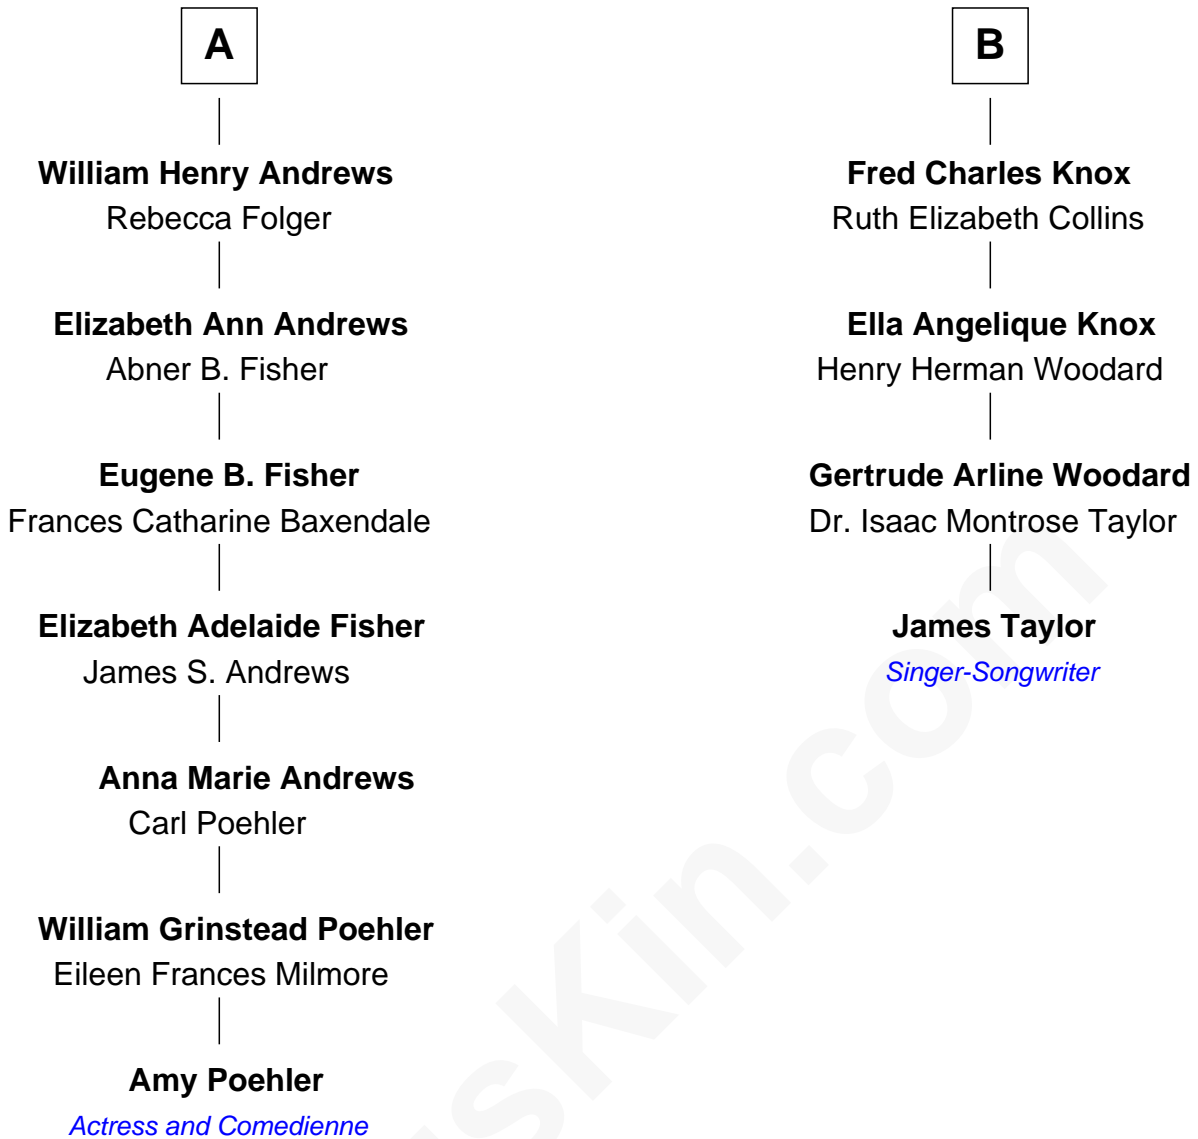 A
William Henry Andrews
Rebecca Folger
Elizabeth Ann Andrews
Abner B. Fisher
Eugene B. Fisher
Frances Catharine Baxendale
Elizabeth Adelaide Fisher
James S. Andrews
Anna Marie Andrews
Carl Poehler
William Grinstead Poehler
Eileen Frances Milmore
Amy Poehler
Actress and Comedienne
B
Fred Charles Knox
Ruth Elizabeth Collins
Ella Angelique Knox
Henry Herman Woodard
Gertrude Arline Woodard
Dr. Isaac Montrose Taylor
James Taylor
Singer-Songwriter
sKin.com